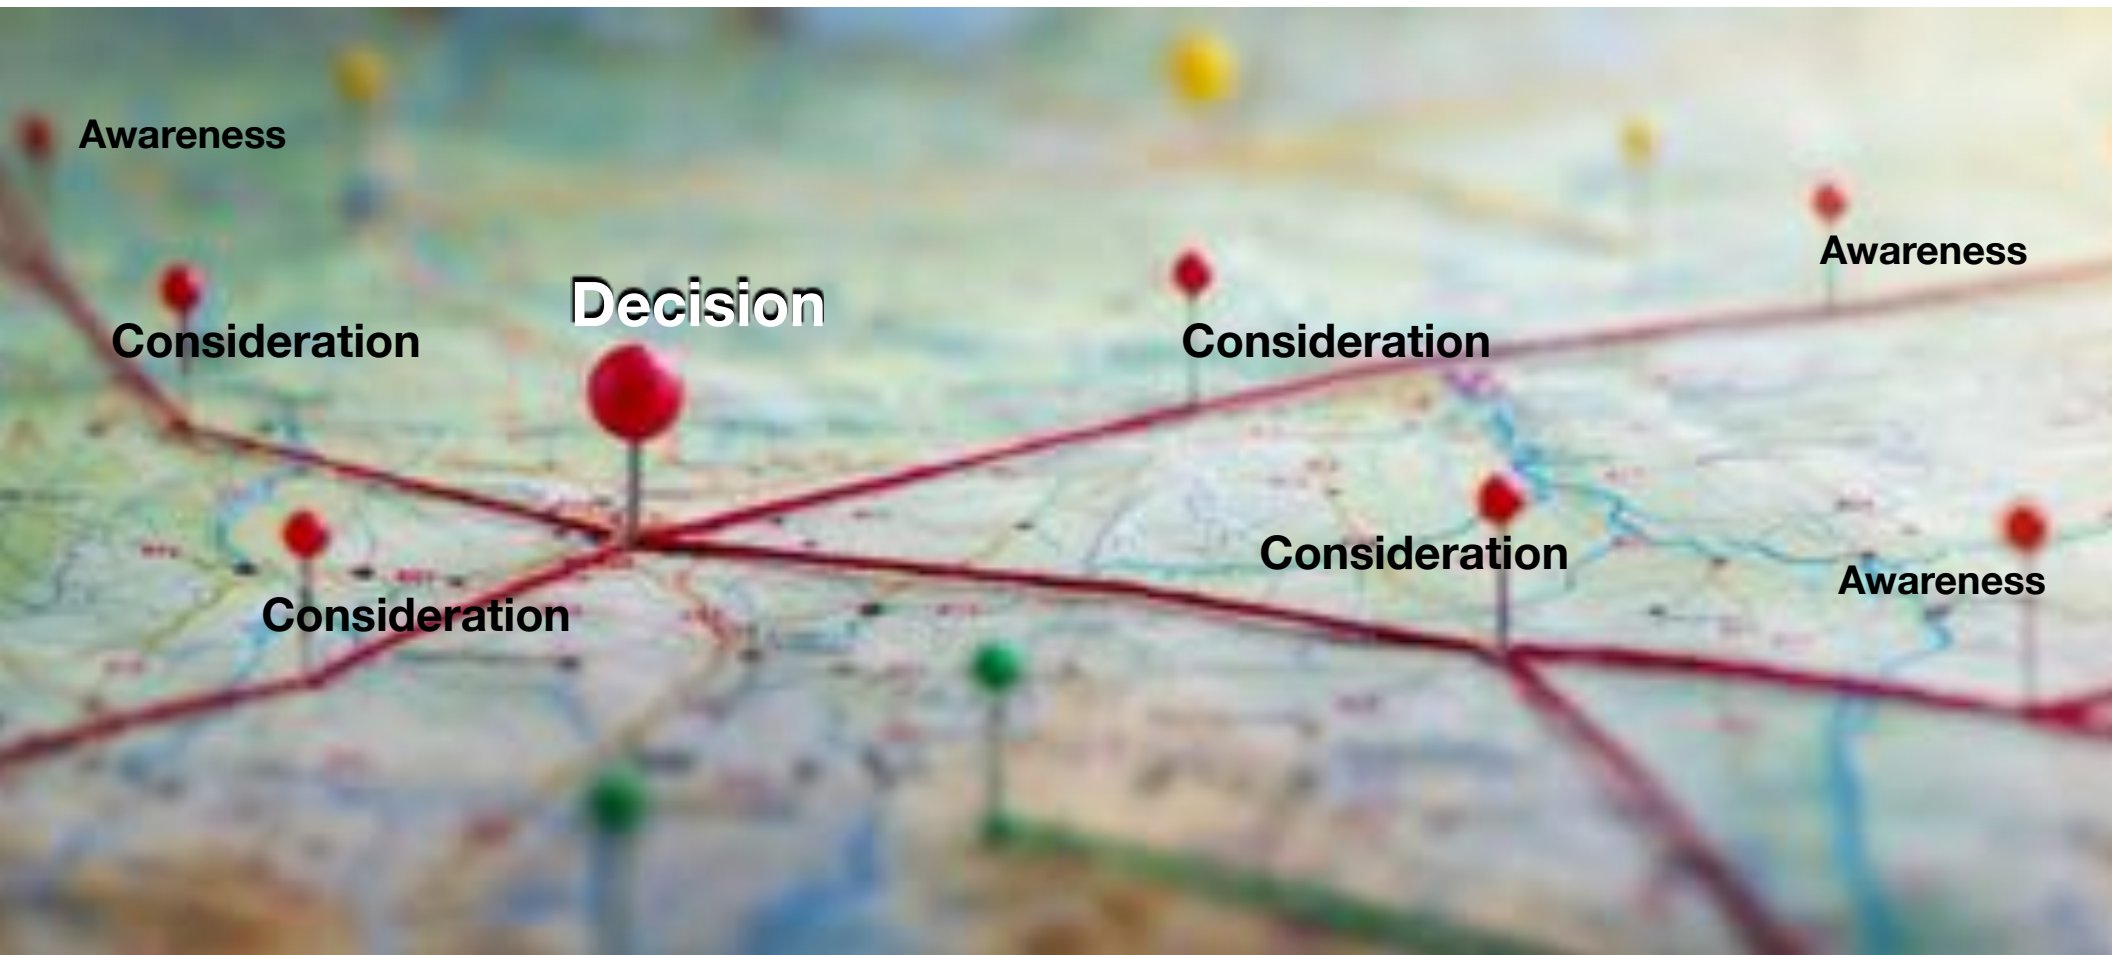 Awareness
Awareness
Decision
Consideration
Consideration
Consideration
Awareness
Consideration